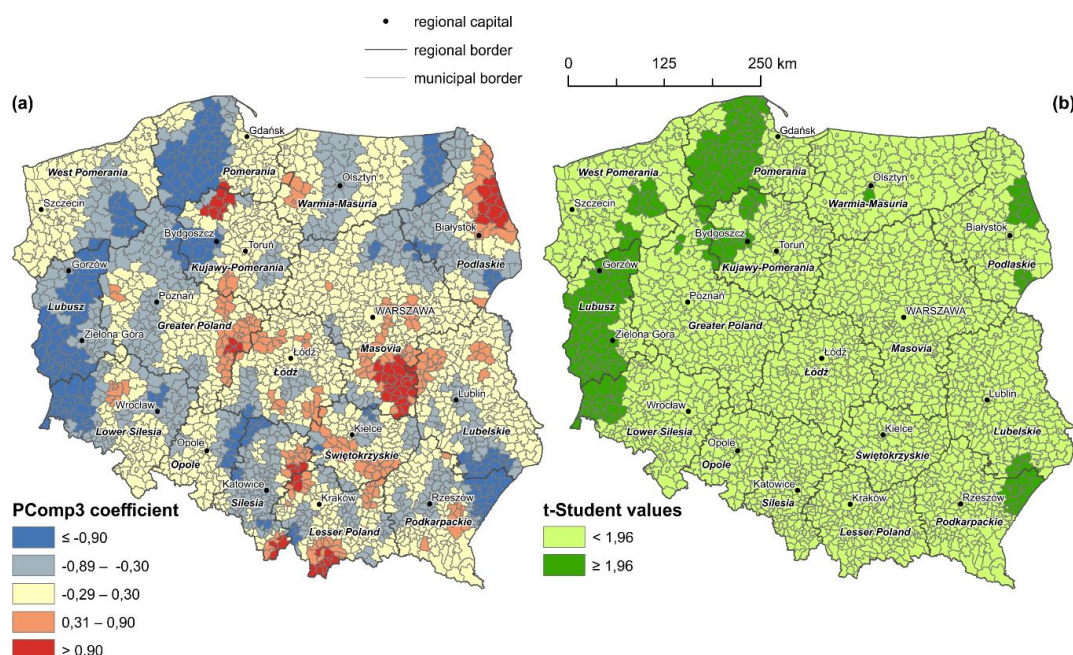 regional capital
regional border
municipal border
0 125 250 km
(a)
(b)
Gdańsk
West Pomerania
Pomerania
Olsztyn
Warmia-Masuria
Szczecin
Białystok
Bydgoszcz
Toruń
Podlaskie
Gorzów
Kujawy-Pomerania
Lubusz
Poznań
WARSZAWA
Greater Poland
Zielona Góra
Masovia
Łódź
Łódź
Wrocław
Lublin
Lower Silesia
Kielce
Lubelskie
Opole
Opole
Świętokrzyskie
Katowice
Kraków
Rzeszów
Silesia
Lesser Poland
Podkarpackie
PComp3 coefficient
≤ -0,90
-0,89 – -0,30
-0,29 – 0,30
0,31 – 0,90
> 0,90
Gdańsk
West Pomerania
Pomerania
Olsztyn
Warmia-Masuria
Szczecin
Białystok
Bydgoszcz
Toruń
Podlaskie
Gorzów
Kujawy-Pomerania
Lubusz
Poznań
WARSZAWA
Greater Poland
Zielona Góra
Masovia
Łódź
Łódź
Wrocław
Lublin
Lower Silesia
Kielce
Lubelskie
Opole
Opole
Świętokrzyskie
Katowice
Kraków
Rzeszów
Silesia
Lesser Poland
Podkarpackie
t-Student values
< 1,96
≥ 1,96